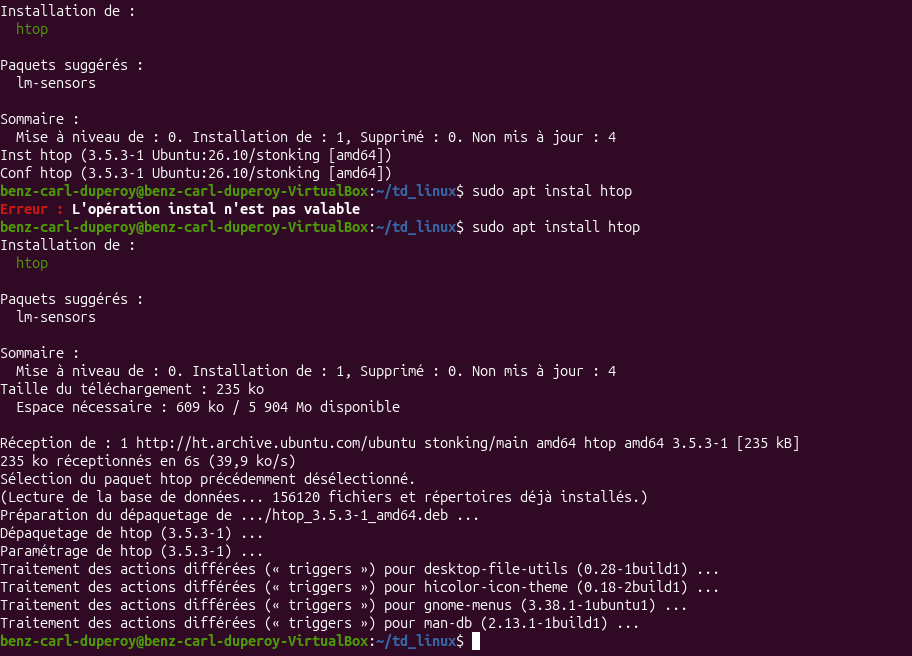 Installation de :
  htop

Paquets suggérés :
  lm-sensors

Sommaire :
  Mise à niveau de : 0. Installation de : 1, Supprimé : 0. Non mis à jour : 4
Inst htop (3.5.3-1 Ubuntu:26.10/stonking [amd64])
Conf htop (3.5.3-1 Ubuntu:26.10/stonking [amd64])
benz-carl-duperoy@benz-carl-duperoy-VirtualBox:~/td_linux$ sudo apt instal htop
Erreur : L'opération instal n'est pas valable
benz-carl-duperoy@benz-carl-duperoy-VirtualBox:~/td_linux$ sudo apt install htop
Installation de :
  htop

Paquets suggérés :
  lm-sensors

Sommaire :
  Mise à niveau de : 0. Installation de : 1, Supprimé : 0. Non mis à jour : 4
Taille du téléchargement : 235 ko
  Espace nécessaire : 609 ko / 5 904 Mo disponible

Réception de : 1 http://ht.archive.ubuntu.com/ubuntu stonking/main amd64 htop amd64 3.5.3-1 [235 kB]
235 ko réceptionnés en 6s (39,9 ko/s)
Sélection du paquet htop précédemment désélectionné.
(Lecture de la base de données... 156120 fichiers et répertoires déjà installés.)
Préparation du dépaquetage de .../htop_3.5.3-1_amd64.deb ...
Dépaquetage de htop (3.5.3-1) ...
Paramétrage de htop (3.5.3-1) ...
Traitement des actions différées (« triggers ») pour desktop-file-utils (0.28-1build1) ...
Traitement des actions différées (« triggers ») pour hicolor-icon-theme (0.18-2build1) ...
Traitement des actions différées (« triggers ») pour gnome-menus (3.38.1-1ubuntu1) ...
Traitement des actions différées (« triggers ») pour man-db (2.13.1-1build1) ...
benz-carl-duperoy@benz-carl-duperoy-VirtualBox:~/td_linux$